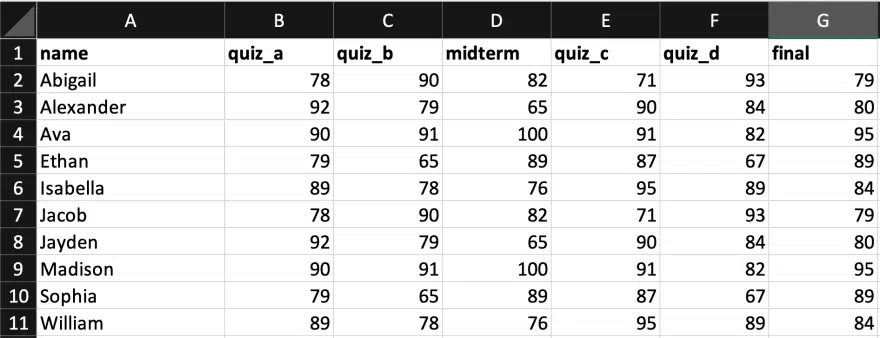 A B C D E F G
1 name quiz_a quiz_b midterm quiz_c quiz_d final
2 Abigail 78 90 82 71 93 79
3 Alexander 92 79 65 90 84 80
4 Ava 90 91 100 91 82 95
5 Ethan 79 65 89 87 67 89
6 Isabella 89 78 76 95 89 84
7 Jacob 78 90 82 71 93 79
8 Jayden 92 79 65 90 84 80
9 Madison 90 91 100 91 82 95
10 Sophia 79 65 89 87 67 89
11 William 89 78 76 95 89 84